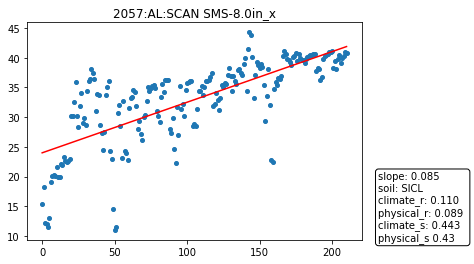 2057:AL:SCAN SMS-8.0in_x
45
40
35
30
25
20
15
10
0
50
100
150
200
slope: 0.085
soil: SICL
climate_r: 0.110
physical_r: 0.089
climate_s: 0.443
physical_s 0.43